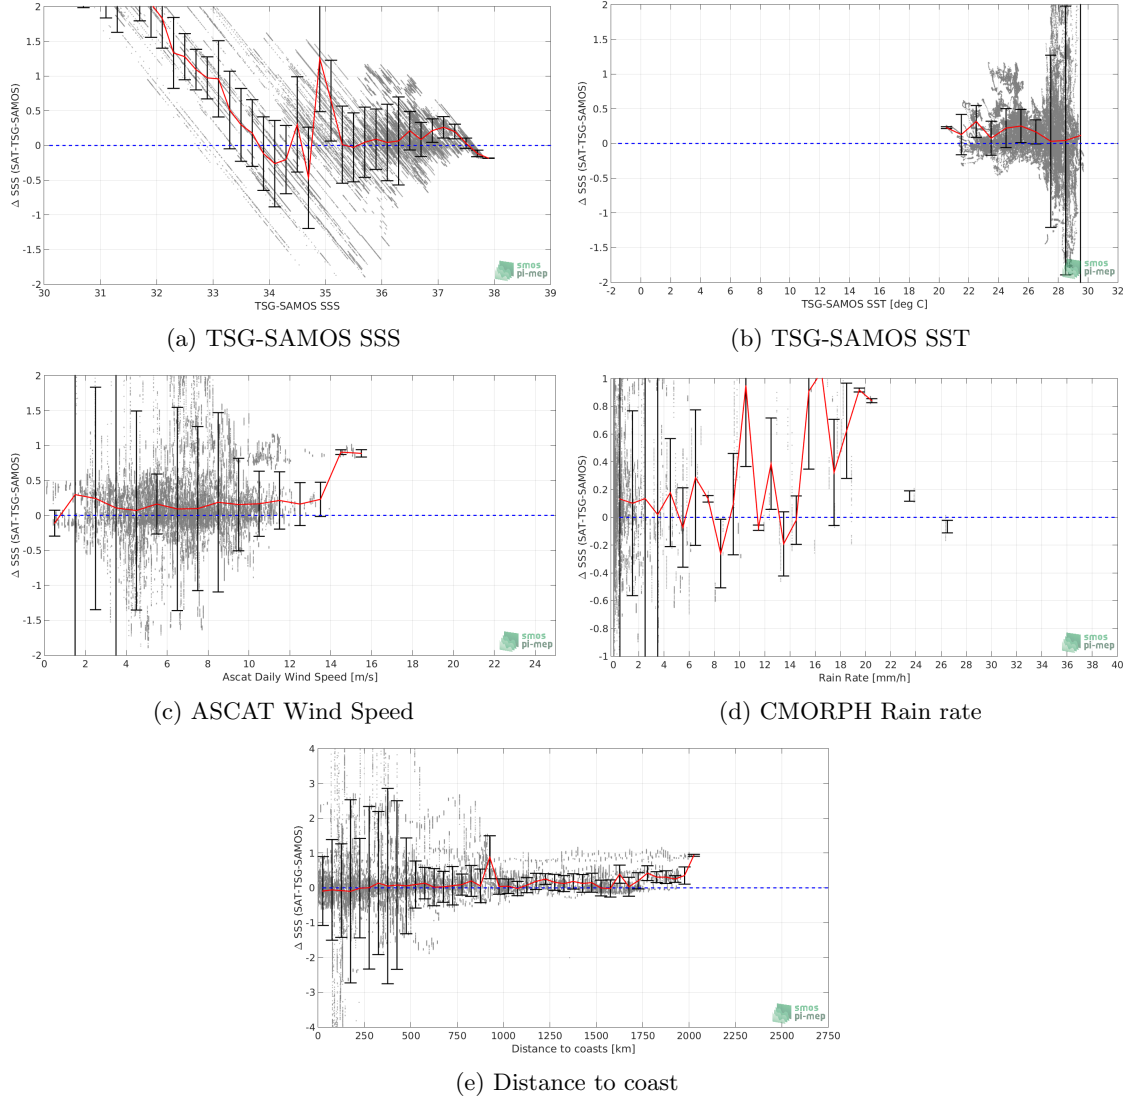 2
1.5
1
0.5
0
-0.5
-1
-1.5
-2
Δ SSS (SAT-TSG-SAMOS)
30 31 32 33 34 35 36 37 38 39
TSG-SAMOS SSS
smos
pi-mep
(a) TSG-SAMOS SSS
2
1.5
1
0.5
0
-0.5
-1
-1.5
-2
Δ SSS (SAT-TSG-SAMOS)
-2 0 2 4 6 8 10 12 14 16 18 20 22 24 26 28 30 32
TSG-SAMOS SST [deg C]
smos
pi-mep
(b) TSG-SAMOS SST
2
1.5
1
0.5
0
-0.5
-1
-1.5
-2
Δ SSS (SAT-TSG-SAMOS)
0 2 4 6 8 10 12 14 16 18 20 22 24
Ascat Daily Wind Speed [m/s]
smos
pi-mep
(c) ASCAT Wind Speed
1
0.8
0.6
0.4
0.2
0
-0.2
-0.4
-0.6
-0.8
-1
Δ SSS (SAT-TSG-SAMOS)
0 2 4 6 8 10 12 14 16 18 20 22 24 26 28 30 32 34 36 38 40
Rain Rate [mm/h]
smos
pi-mep
(d) CMORPH Rain rate
4
3
2
1
0
-1
-2
-3
-4
Δ SSS (SAT-TSG-SAMOS)
0 250 500 750 1000 1250 1500 1750 2000 2250 2500 2750
Distance to coasts [km]
smos
pi-mep
(e) Distance to coast